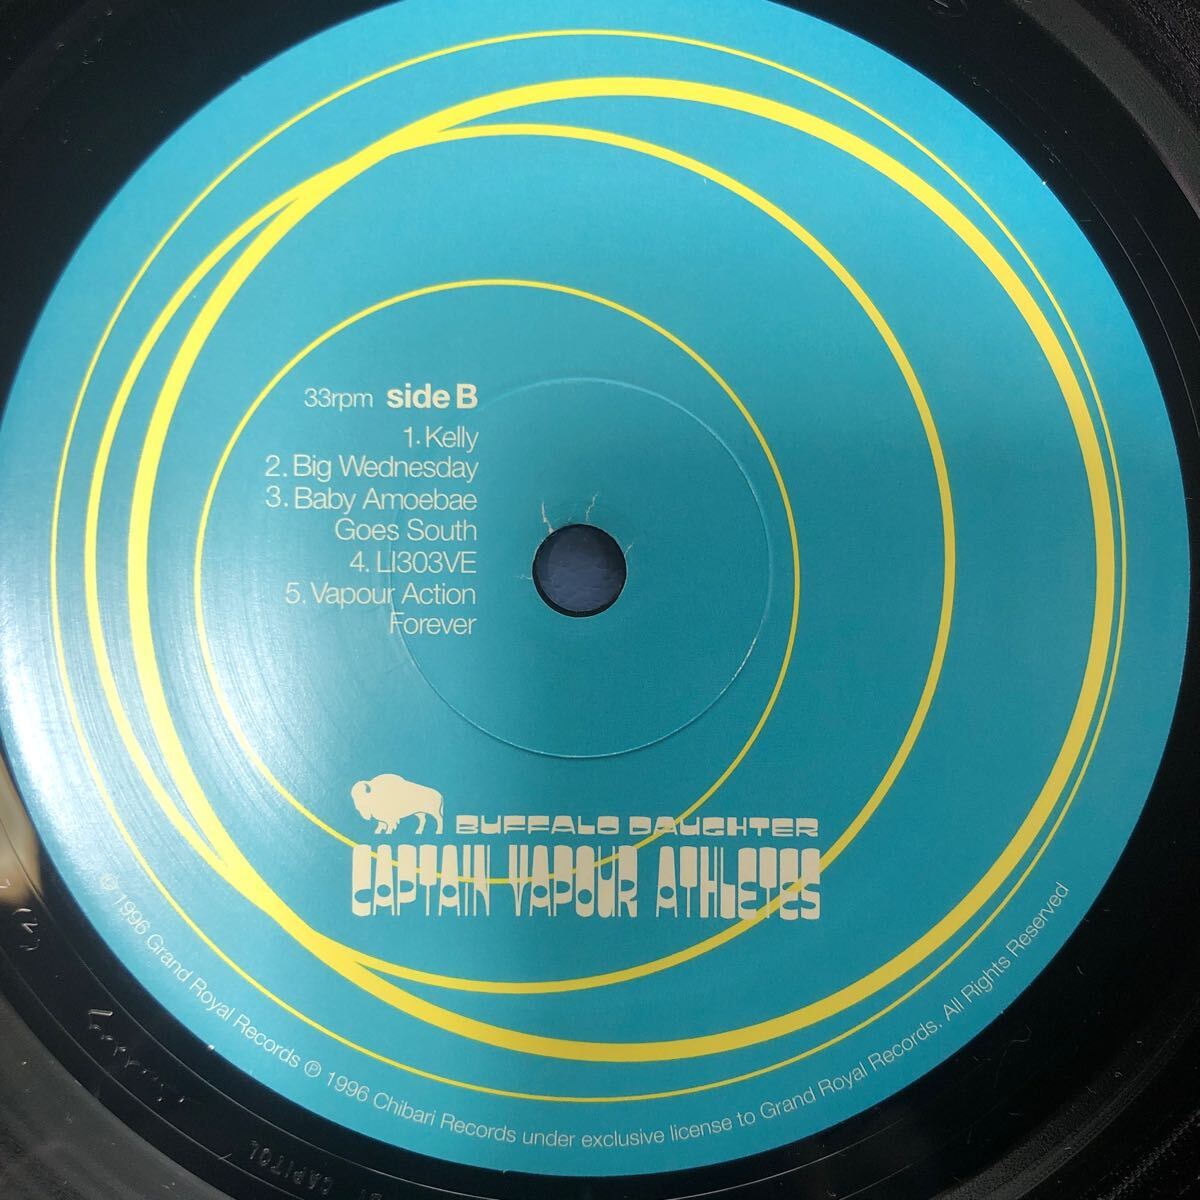 33rpm side B
1. Kelly
2. Big Wednesday
3. Baby Amoebae
Goes South
4. LI303VE
5. Vapour Action
Forever
BUFFALO DAUGHTER
CAPTAIN VAPOUR ATHLETES
℗ 1996 Grand Royal Records ℗ 1996 Chibari Records under exclusive license to Grand Royal Records. All Rights Reserved
CAPITOL